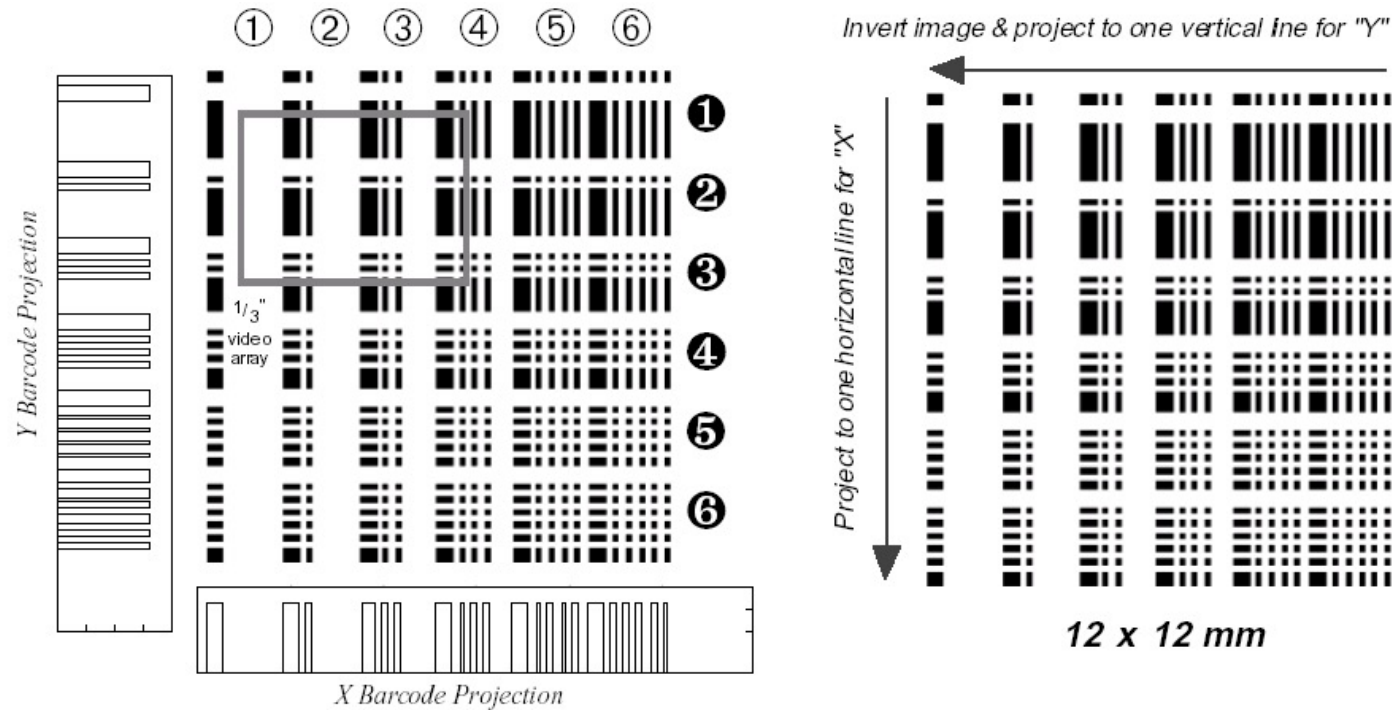 ① ② ③ ④ ⑤ ⑥
❶
❷
❸
❹
❺
❻
Y Barcode Projection
1/3"
video
array
X Barcode Projection
Invert image & project to one vertical line for "Y"
Project to one horizontal line for "X"
12 x 12 mm